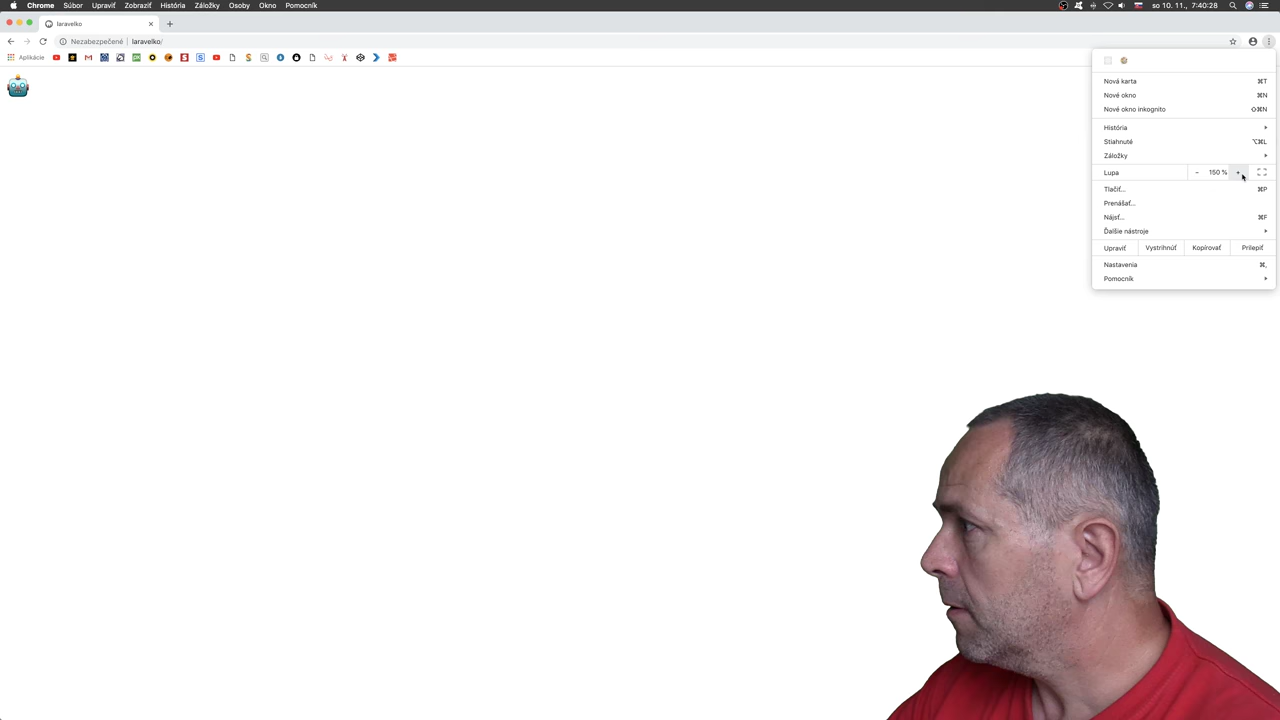 Chrome Súbor Upraviť Zobraziť História Záložky Osoby Okno Pomocník so 10. 11., 7:40:28
laravelko
Nezabezpečené laravelko/
Aplikácie
Nová karta ⌘T
Nové okno ⌘N
Nové okno inkognito ⇧⌘N
História
Stiahnuté ⌥⌘L
Záložky
Lupa − 150 % +
Tlačiť... ⌘P
Prenášať...
Nájsť... ⌘F
Ďalšie nástroje
Upraviť Vystrihnúť Kopírovať Prilepiť
Nastavenia ⌘,
Pomocník